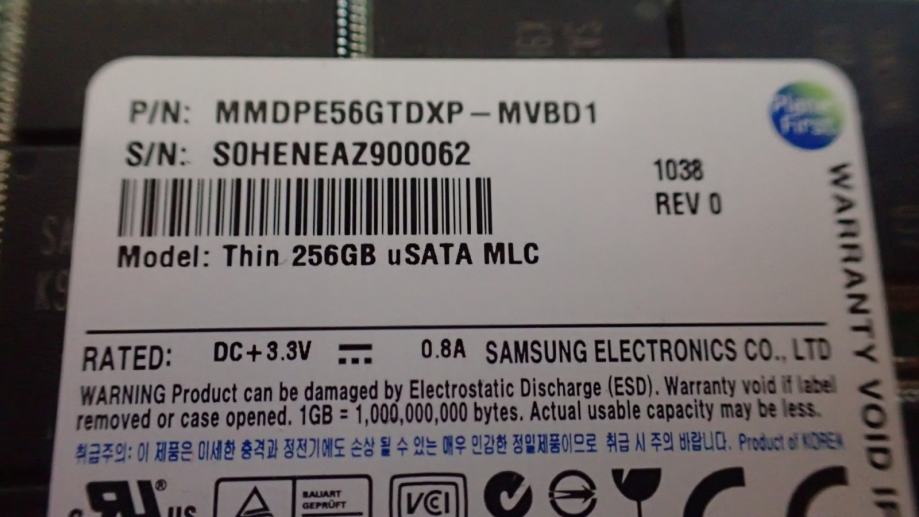 P/N: MMDPE56GTDXP-MVBD1
S/N: S0HENEAZ900062
Planet First
1038
REV 0
Model: Thin 256GB uSATA MLC
WARRANTY VOID IF
RATED: DC+3.3V 0.8A SAMSUNG ELECTRONICS CO., LTD
WARNING Product can be damaged by Electrostatic Discharge (ESD). Warranty void if label
removed or case opened. 1GB = 1,000,000,000 bytes. Actual usable capacity may be less.
취급주의: 이 제품은 미세한 충격과 정전기에도 손상 될 수 있는 매우 민감한 정밀제품이므로 취급 시 주의 바랍니다. Product of KOREA
c UR ® US
BAUART
GEPRÜFT
VCI